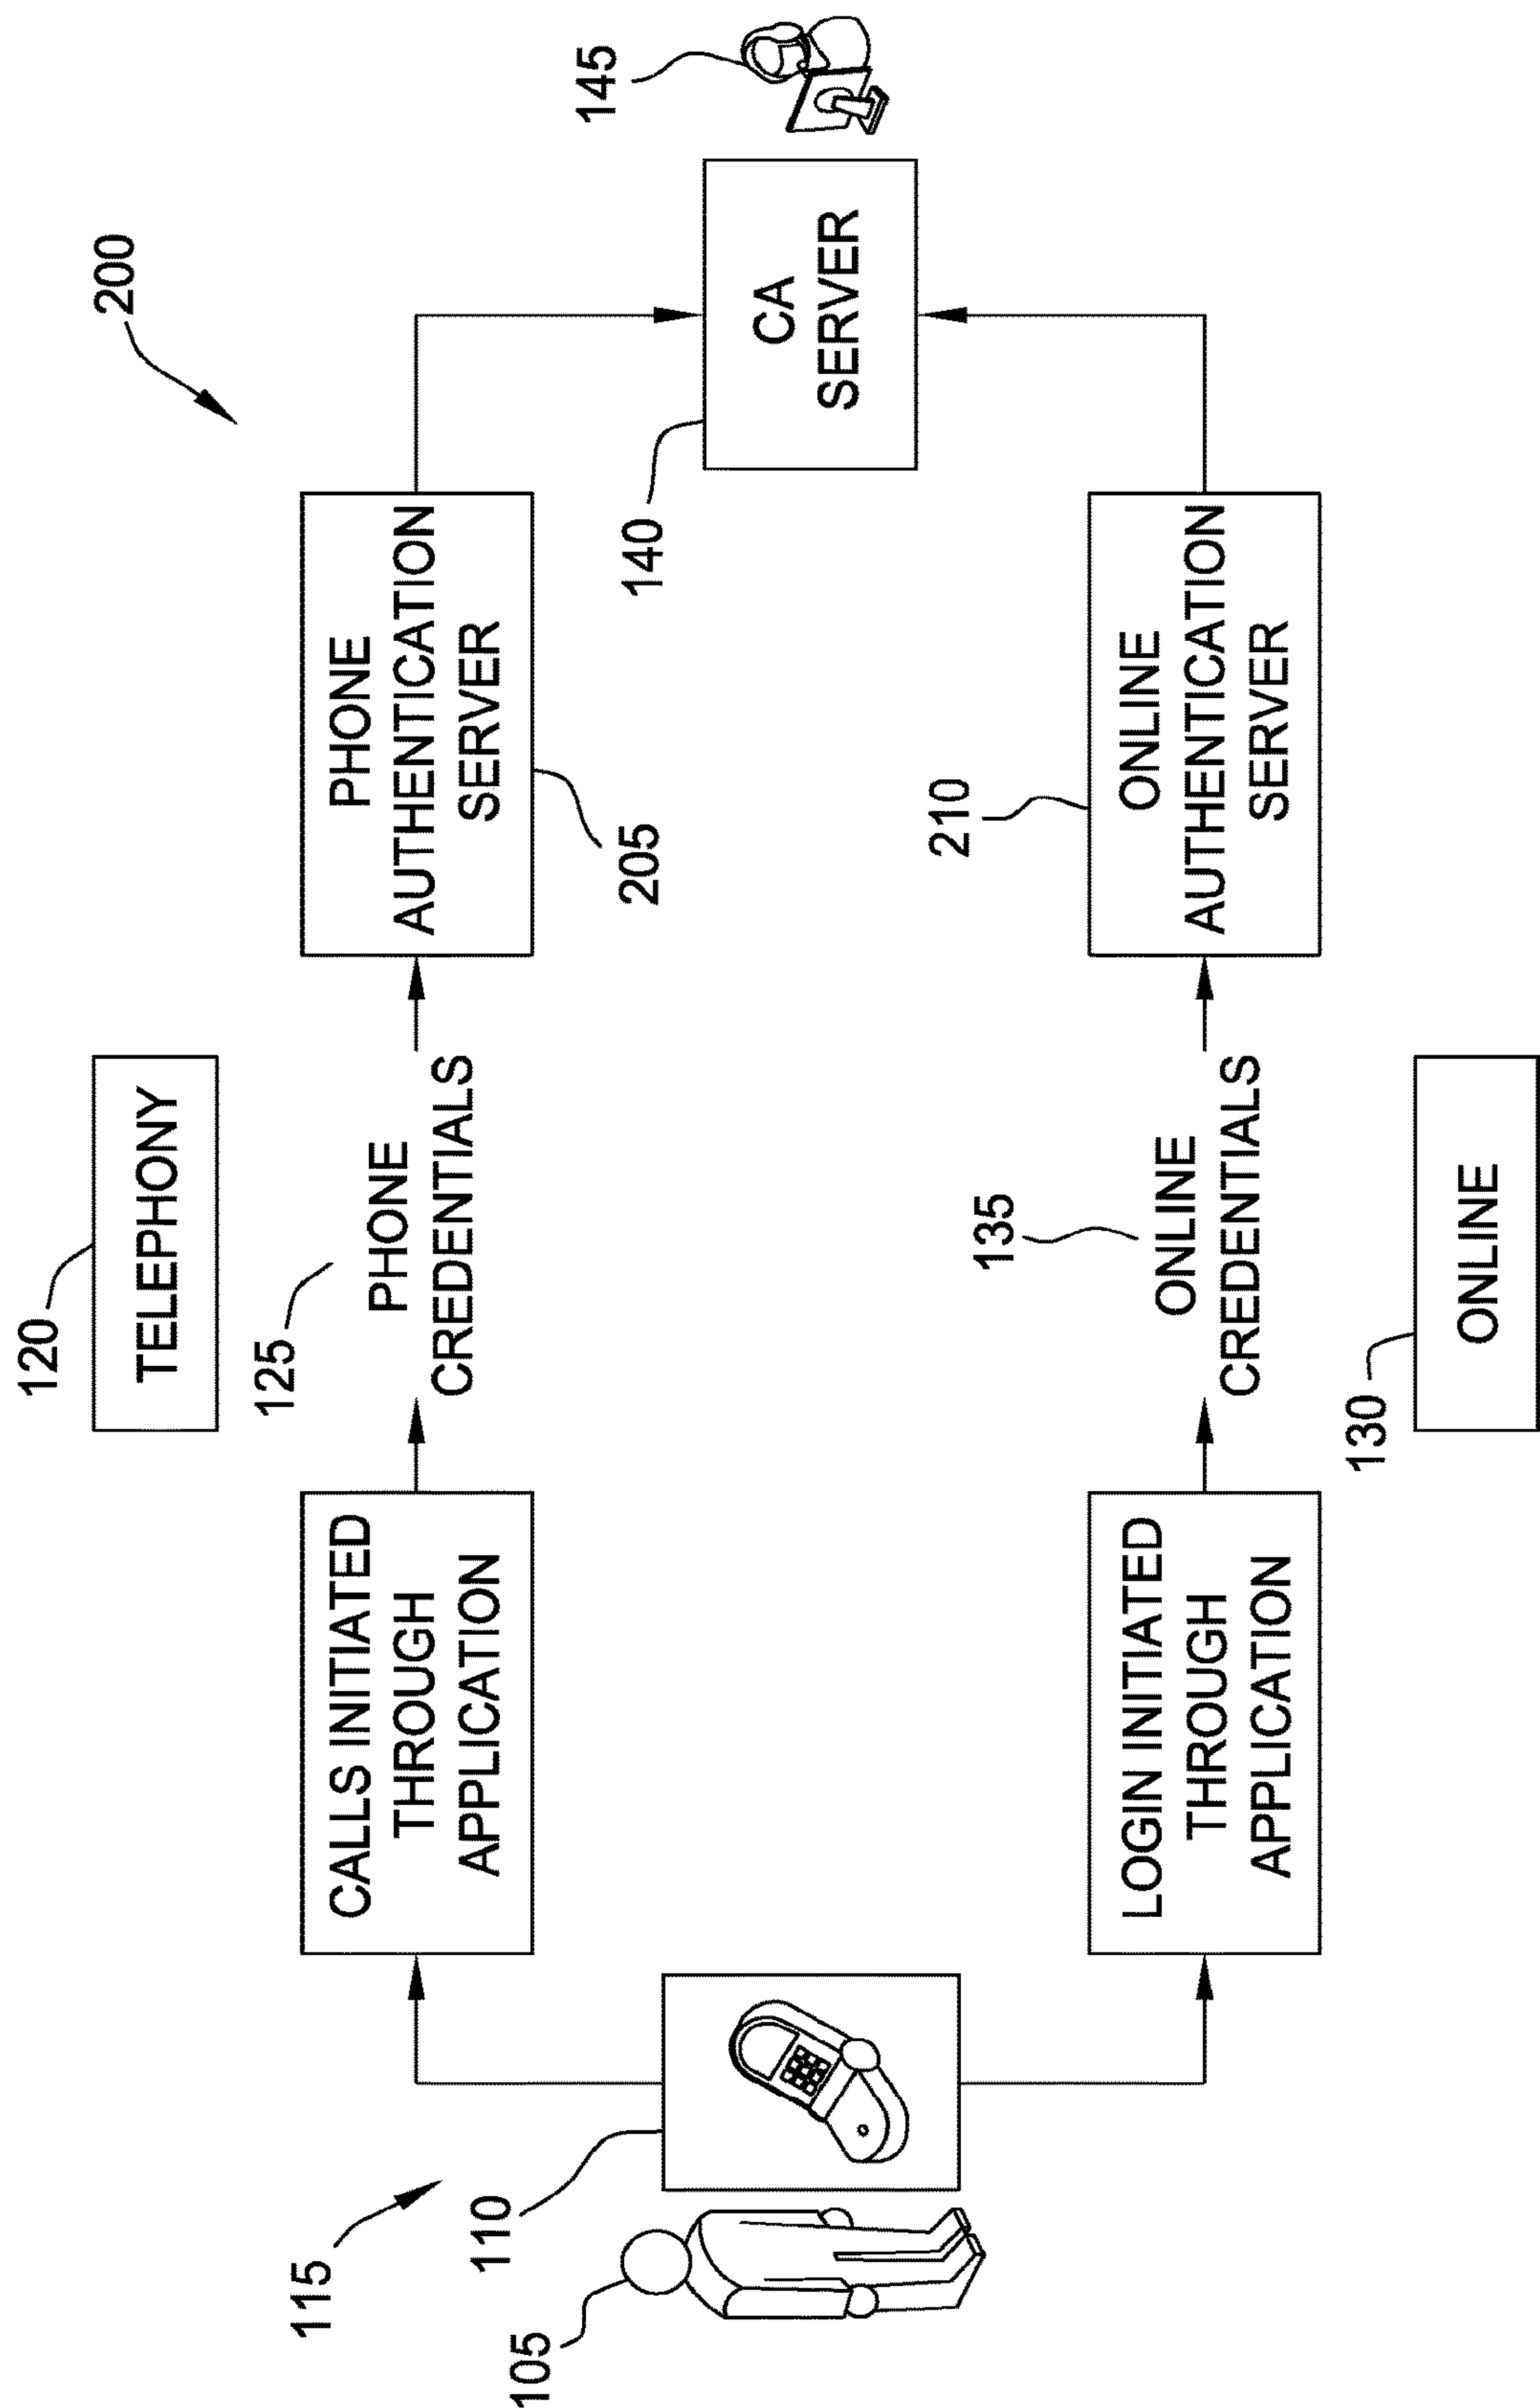 200
120
TELEPHONY
115
CALLS INITIATED
THROUGH
APPLICATION
125
PHONE
CREDENTIALS
PHONE
AUTHENTICATION
SERVER
205
105
110
140
CA
SERVER
145
LOGIN INITIATED
THROUGH
APPLICATION
135
ONLINE
CREDENTIALS
210
ONLINE
AUTHENTICATION
SERVER
130
ONLINE